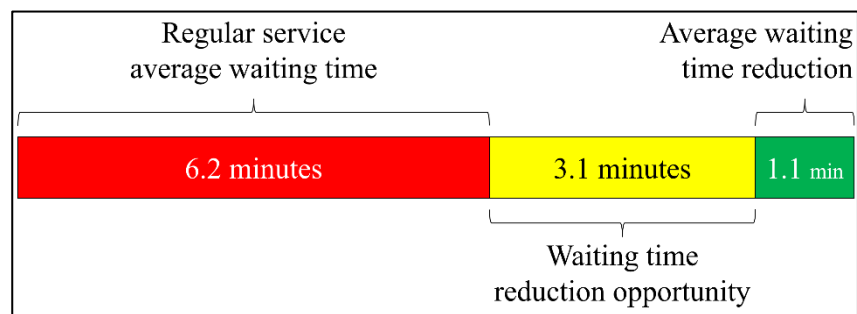 Regular service
average waiting time
Average waiting
time reduction
6.2 minutes
3.1 minutes
1.1 min
Waiting time
reduction opportunity